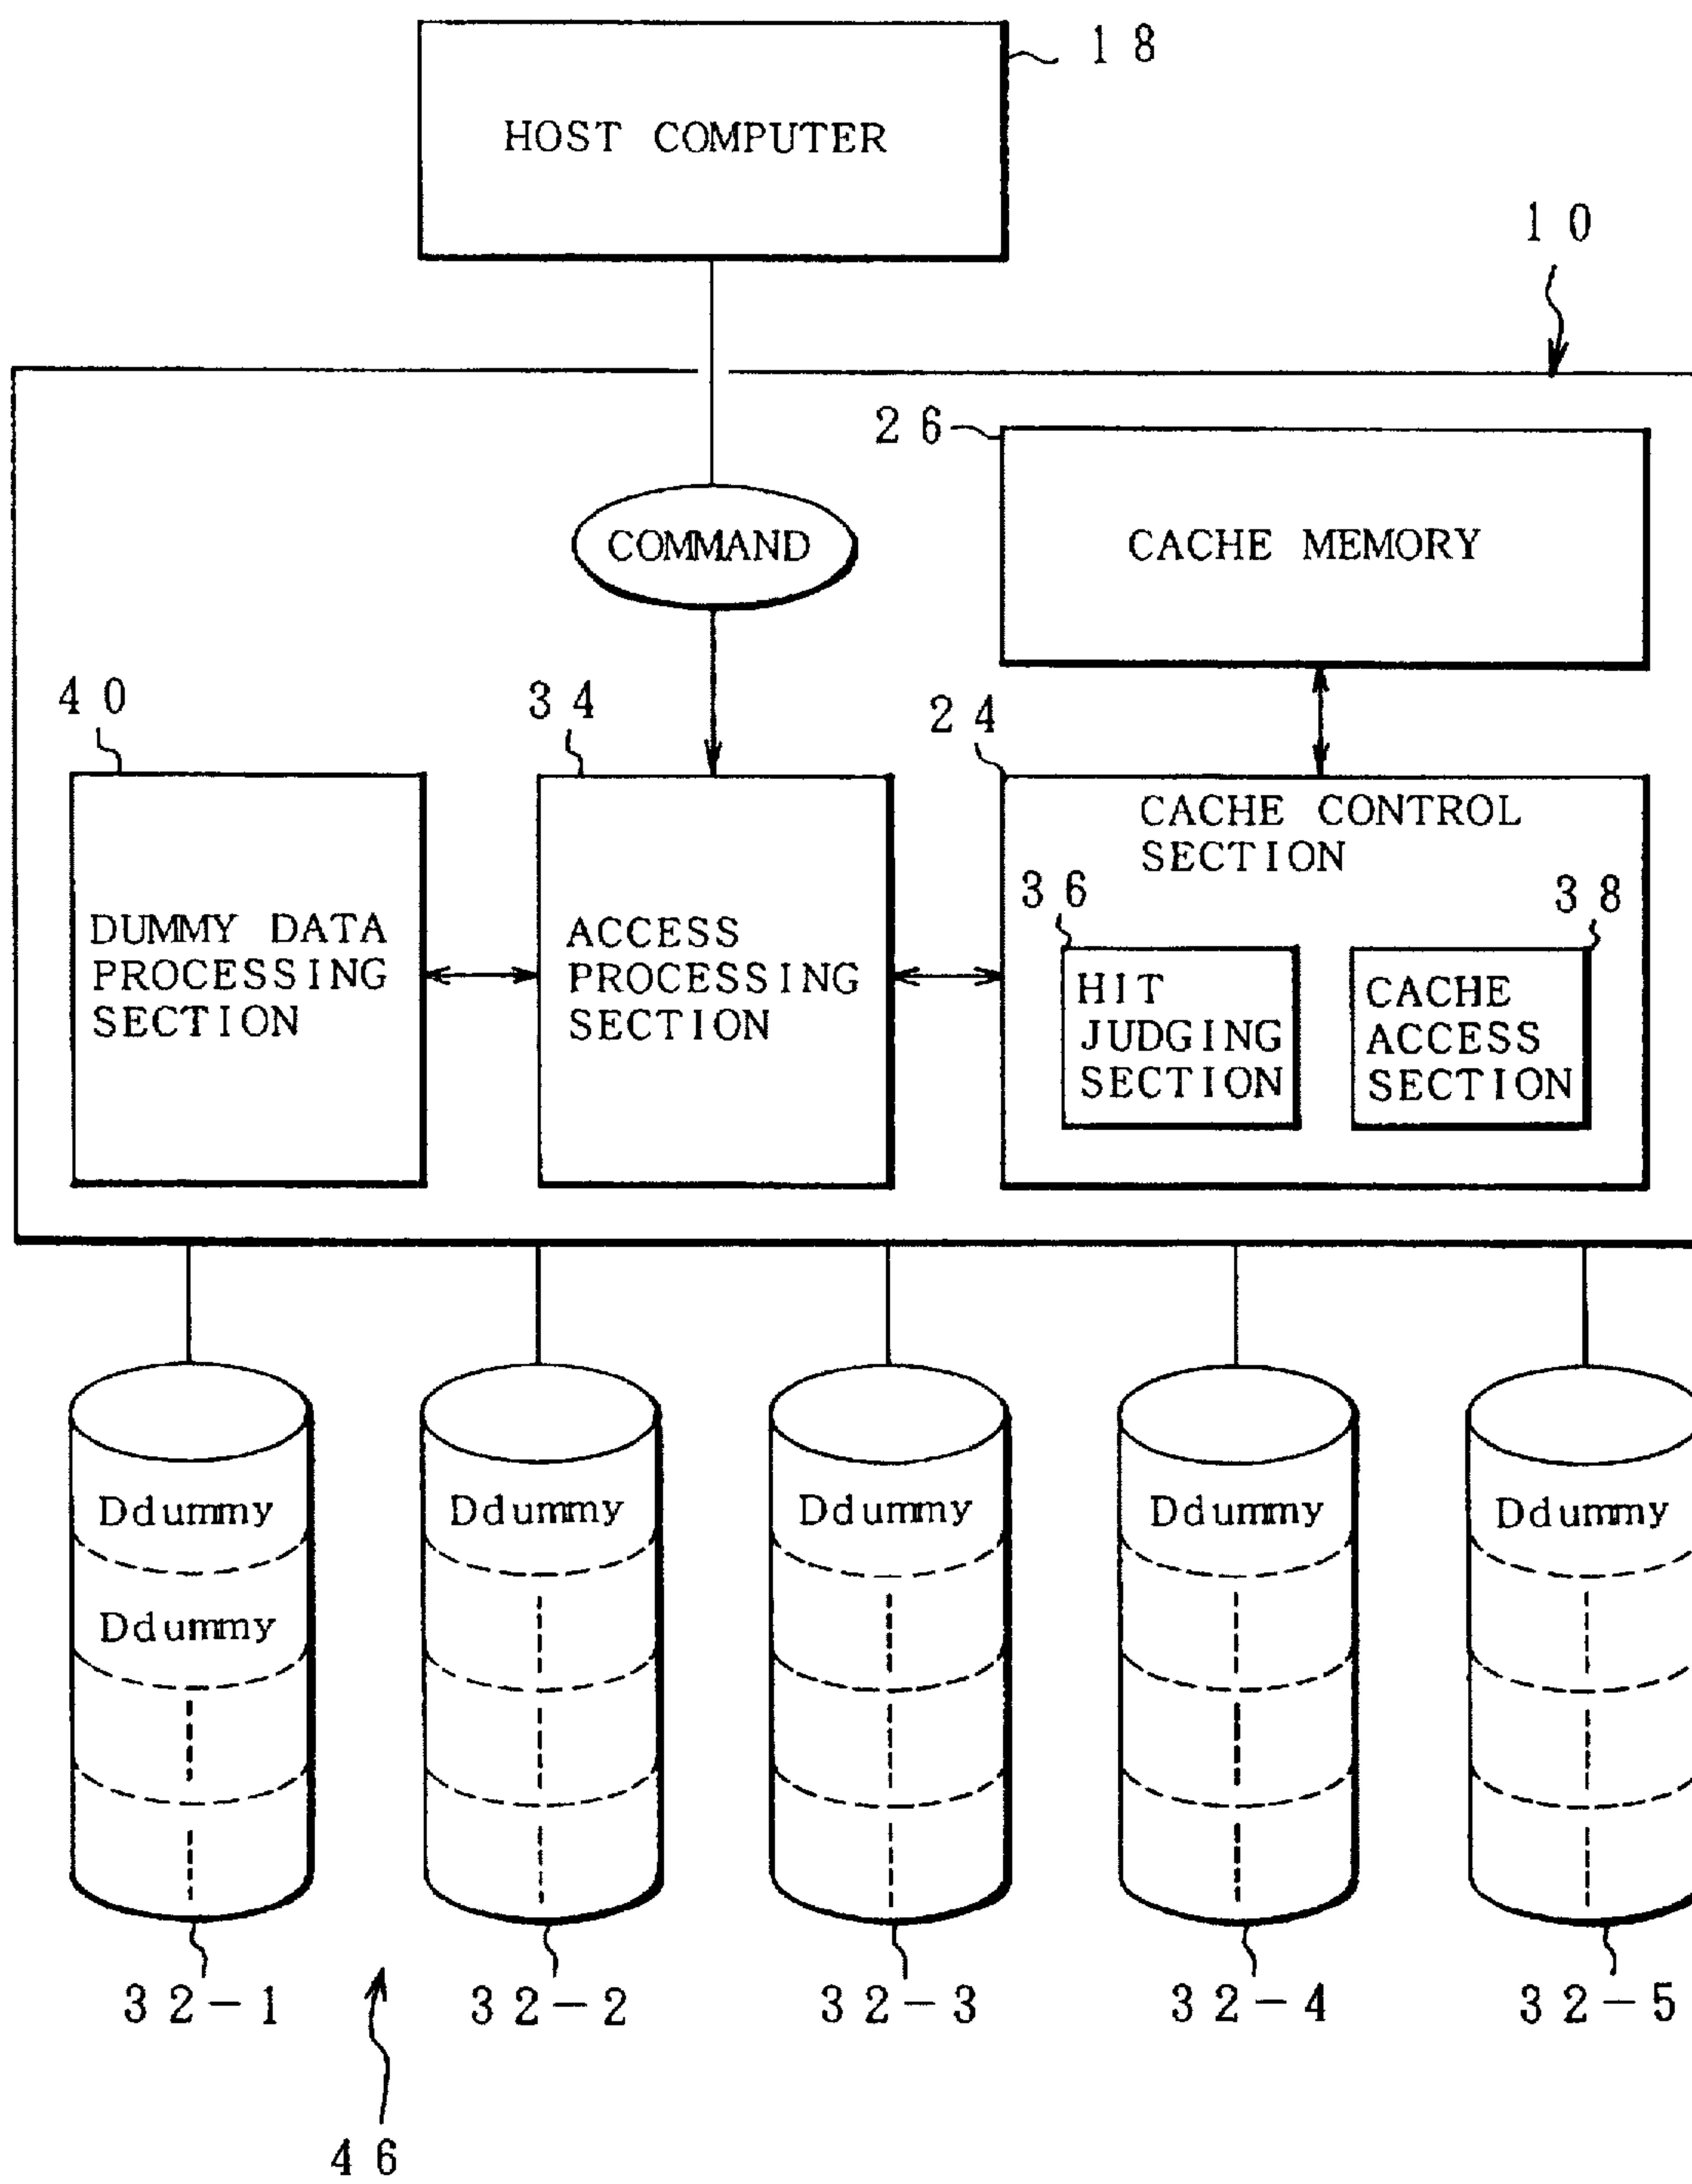 18
HOST COMPUTER
10
26
COMMAND
CACHE MEMORY
40
34
24
CACHE CONTROL
SECTION
36
38
DUMMY DATA
PROCESSING
SECTION
ACCESS
PROCESSING
SECTION
HIT
JUDGING
SECTION
CACHE
ACCESS
SECTION
Ddummy
Ddummy
Ddummy
Ddummy
Ddummy
Ddummy
32-1
32-2
32-3
32-4
32-5
46